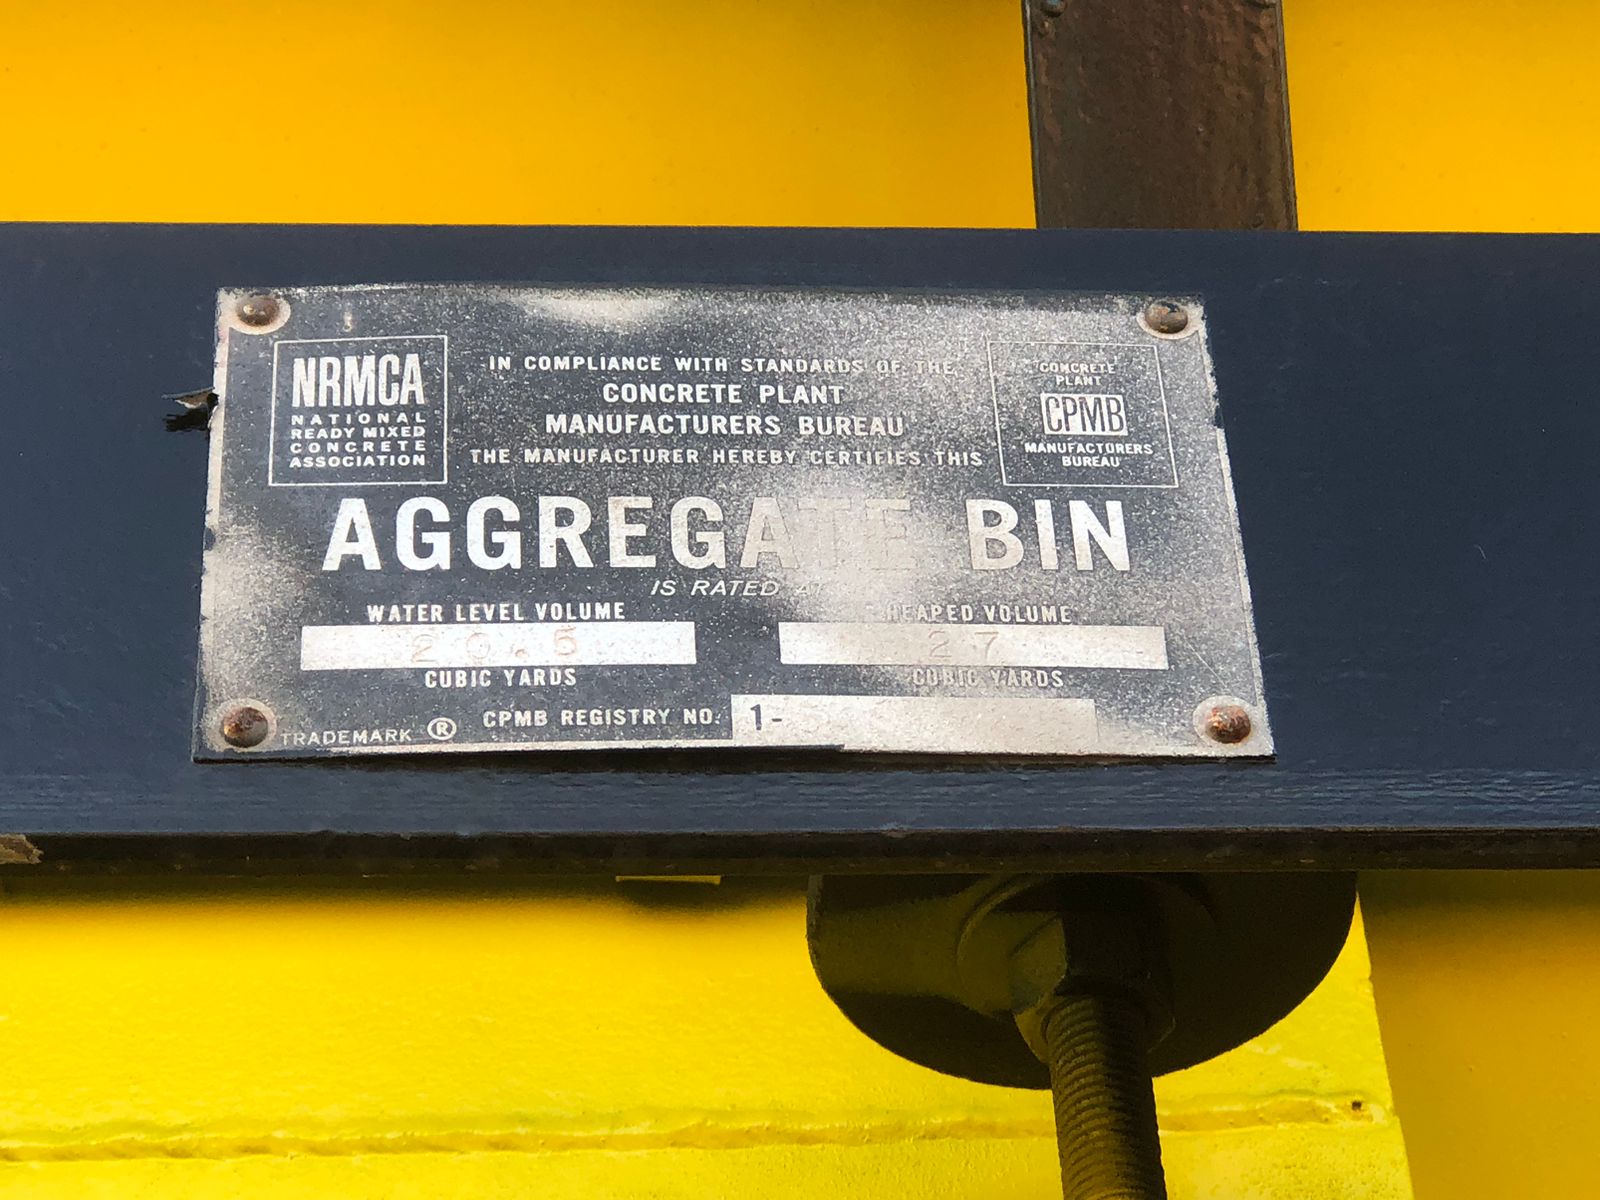 NRMCA
NATIONAL
READY MIXED
CONCRETE
ASSOCIATION
IN COMPLIANCE WITH STANDARDS OF THE
CONCRETE PLANT
MANUFACTURERS BUREAU
THE MANUFACTURER HEREBY CERTIFIES THIS
CONCRETE
PLANT
CPMB
MANUFACTURERS
BUREAU
AGGREGATE BIN
IS RATED AT
WATER LEVEL VOLUME
20.5
CUBIC YARDS
HEAPED VOLUME
27
CUBIC YARDS
TRADEMARK ®
CPMB REGISTRY NO. 1-